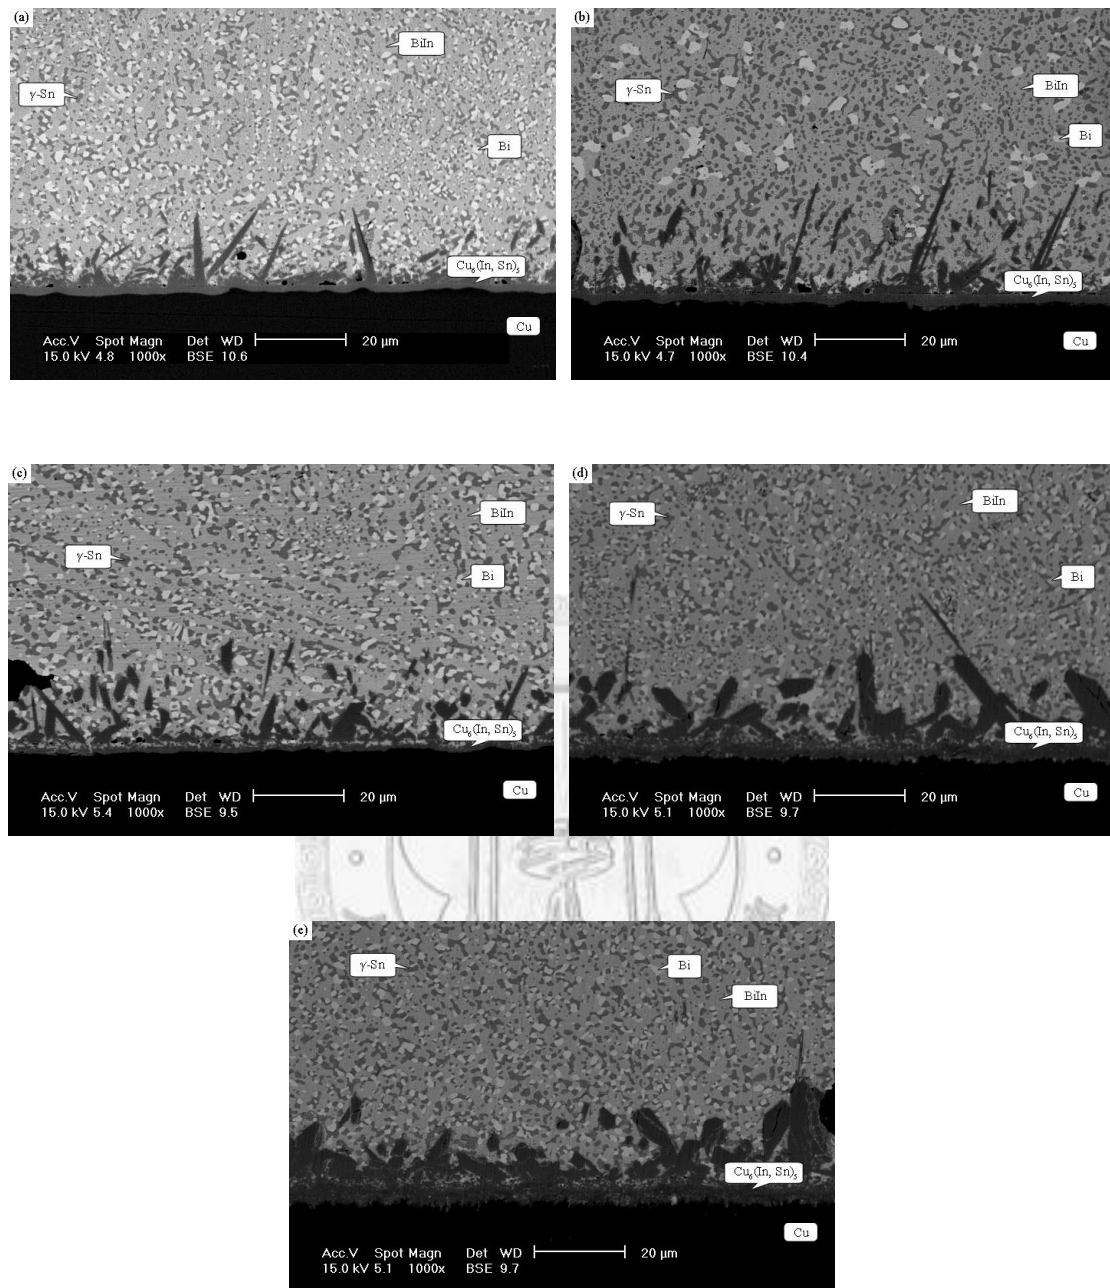 (a)
BiIn
γ-Sn
Bi
Cu₆(In, Sn)₅
Cu
Acc.V Spot Magn Det WD 20 μm
15.0 kV 4.8 1000x BSE 10.6
(b)
BiIn
γ-Sn
Bi
Cu₆(In, Sn)₅
Cu
Acc.V Spot Magn Det WD 20 μm
15.0 kV 4.7 1000x BSE 10.4
(c)
BiIn
γ-Sn
Bi
Cu₆(In, Sn)₅
Cu
Acc.V Spot Magn Det WD 20 μm
15.0 kV 5.4 1000x BSE 9.5
(d)
BiIn
γ-Sn
Bi
Cu₆(In, Sn)₅
Cu
Acc.V Spot Magn Det WD 20 μm
15.0 kV 5.1 1000x BSE 9.7
(e)
γ-Sn
Bi
BiIn
Cu₆(In, Sn)₅
Cu
Acc.V Spot Magn Det WD 20 μm
15.0 kV 5.1 1000x BSE 9.7